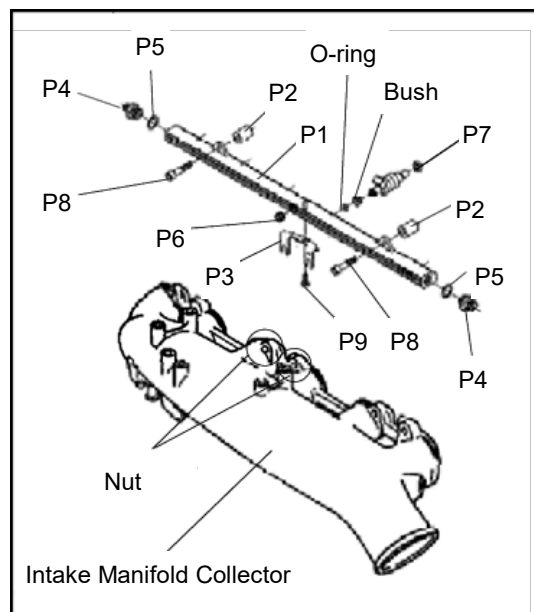 P5
O-ring
P4
P2
Bush
P1
P7
P8
P2
P6
P3
P5
P9
P8
P4
Nut
Intake Manifold Collector